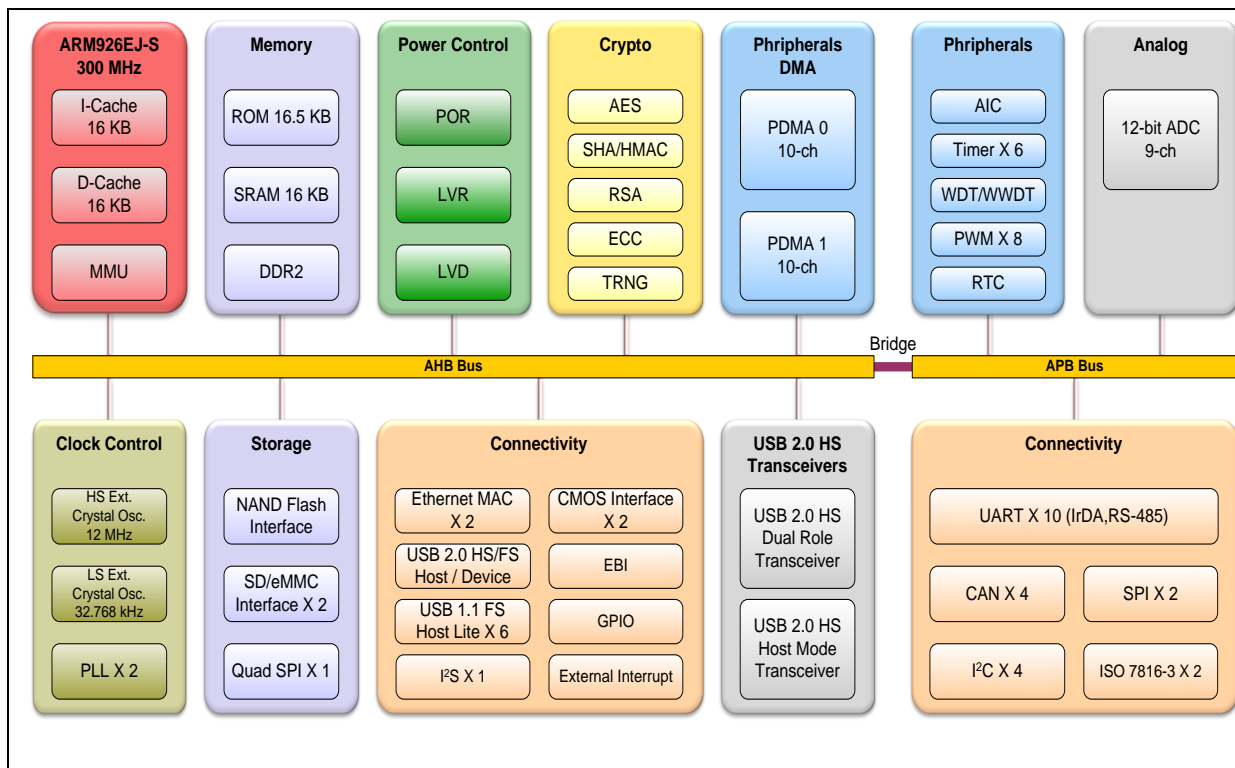 ARM926EJ-S
300 MHz
I-Cache
16 KB
D-Cache
16 KB
MMU
Memory
ROM 16.5 KB
SRAM 16 KB
DDR2
Power Control
POR
LVR
LVD
Crypto
AES
SHA/HMAC
RSA
ECC
TRNG
Phripherals
DMA
PDMA 0
10-ch
PDMA 1
10-ch
Phripherals
AIC
Timer X 6
WDT/WWDT
PWM X 8
RTC
Analog
12-bit ADC
9-ch
AHB Bus
Bridge
APB Bus
Clock Control
HS Ext.
Crystal Osc.
12 MHz
LS Ext.
Crystal Osc.
32.768 kHz
PLL X 2
Storage
NAND Flash
Interface
SD/eMMC
Interface X 2
Quad SPI X 1
Connectivity
Ethernet MAC
X 2
CMOS Interface
X 2
USB 2.0 HS/FS
Host / Device
EBI
USB 1.1 FS
Host Lite X 6
GPIO
I²S X 1
External Interrupt
USB 2.0 HS
Transceivers
USB 2.0 HS
Dual Role
Transceiver
USB 2.0 HS
Host Mode
Transceiver
Connectivity
UART X 10 (IrDA,RS-485)
CAN X 4
SPI X 2
I²C X 4
ISO 7816-3 X 2